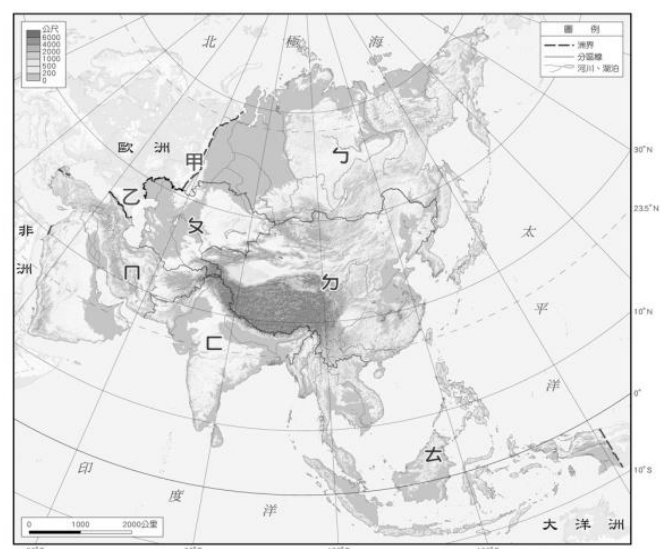 公尺
6000
4000
2000
1000
500
200
0
圖 例
洲界
分區線
河川、湖泊
北 極 海
歐 洲
甲
乙
ㄅ
ㄆ
ㄇ
ㄈ
ㄉ
ㄊ
非
洲
太
平
洋
印 度 洋
大 洋 洲
30°N
23.5°N
10°N
0°
10°S
0 1000 2000公里